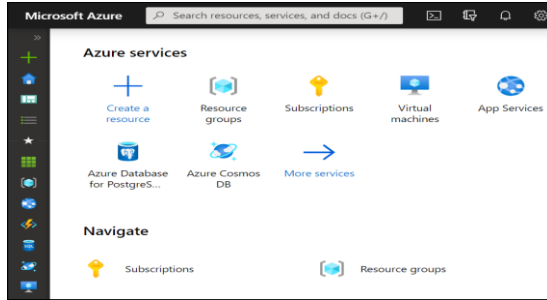 Microsoft Azure
Search resources, services, and docs (G+/)
Azure services
Create a
resource
Resource
groups
Subscriptions
Virtual
machines
App Services
Azure Database
for PostgreS...
Azure Cosmos
DB
More services
Navigate
Subscriptions
Resource groups
SQL